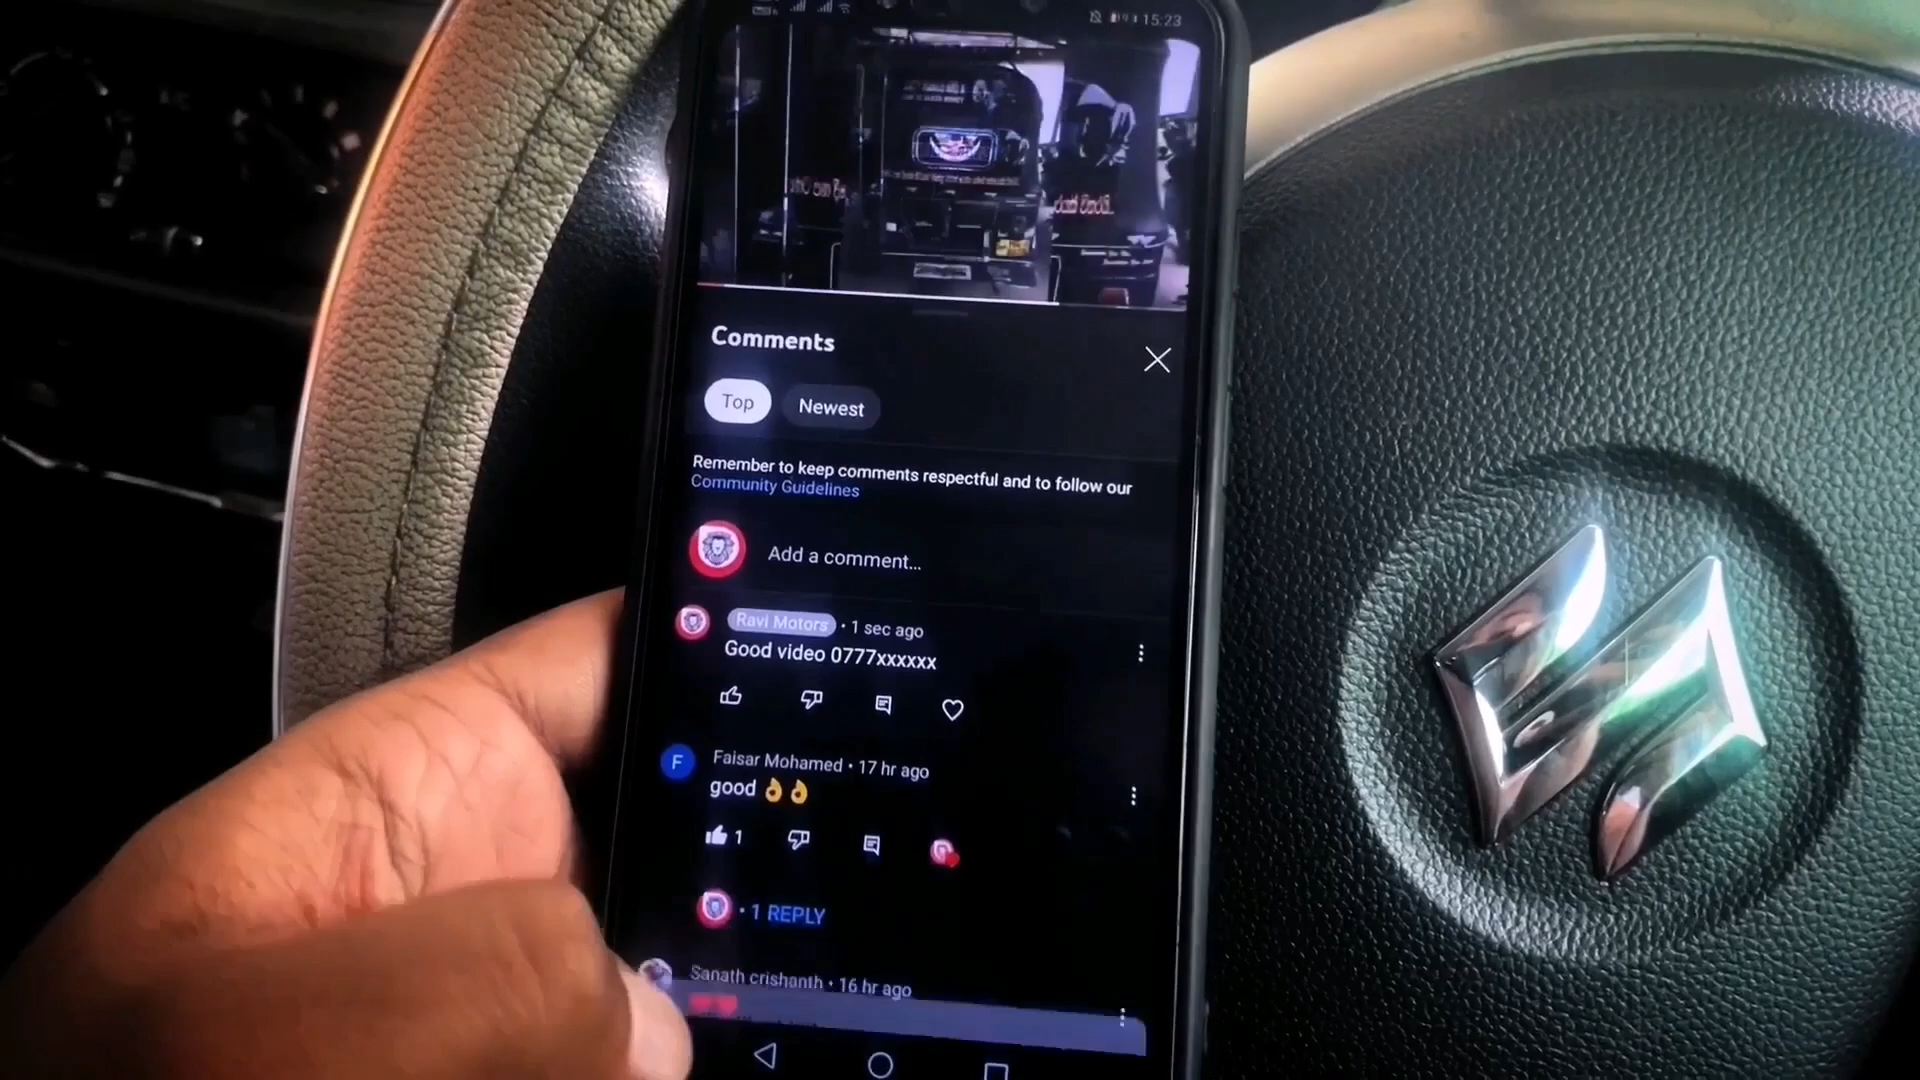 15:23
Comments
Top
Newest
Remember to keep comments respectful and to follow our
Community Guidelines
Add a comment...
Ravi Motors • 1 sec ago
Good video 0777xxxxxx
Faisar Mohamed • 17 hr ago
good 👌👌
1
• 1 REPLY
Sanath crishanth • 16 hr ago